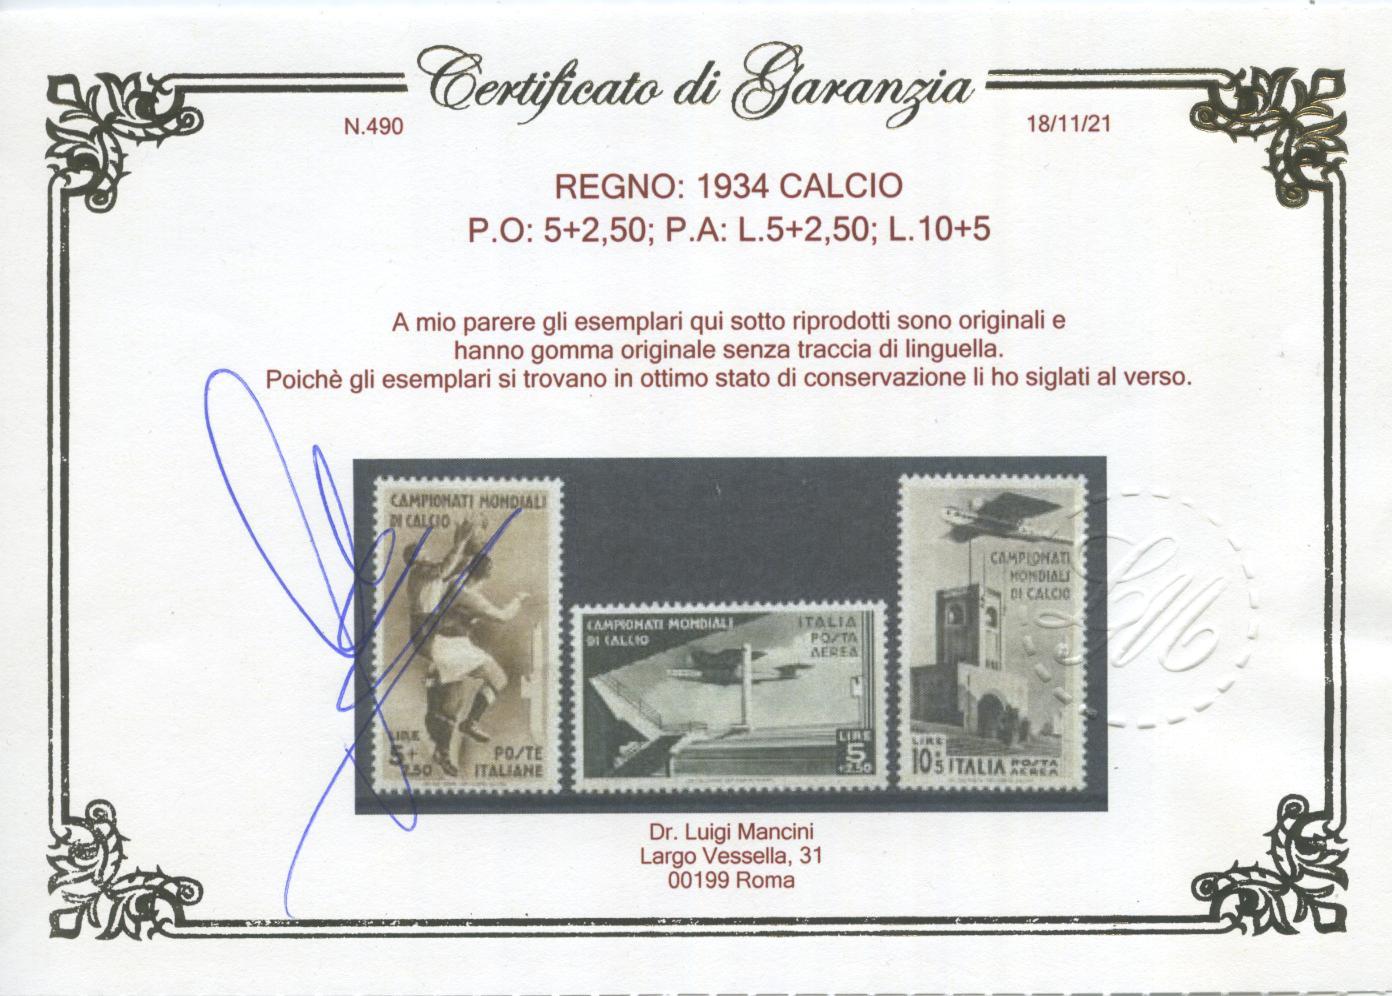 Certificato di Garanzia
N.490
18/11/21
REGNO: 1934 CALCIO
P.O: 5+2,50; P.A: L.5+2,50; L.10+5
A mio parere gli esemplari qui sotto riprodotti sono originali e
hanno gomma originale senza traccia di linguella.
Poichè gli esemplari si trovano in ottimo stato di conservazione li ho siglati al verso.
CAMPIONATI MONDIALI
DI CALCIO
LIRE
5+
2.50
POSTE
ITALIANE
CAMPIONATI MONDIALI
DI CALCIO
ITALIA
POSTA
AEREA
LIRE
5
+2.50
CAMPIONATI
MONDIALI
DI CALCIO
LIRE
10+5 ITALIA POSTA
AEREA
LM
Dr. Luigi Mancini
Largo Vessella, 31
00199 Roma